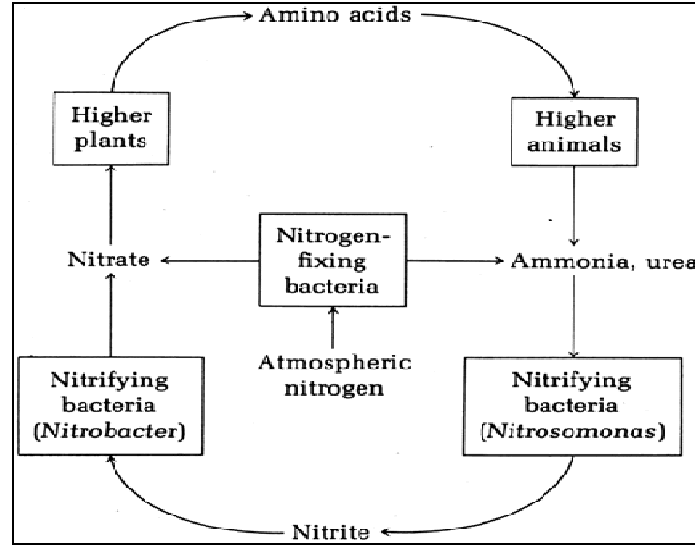 Amino acids
Higher
plants
Higher
animals
Nitrate
Nitrogen-
fixing
bacteria
Ammonia, urea
Atmospheric
nitrogen
Nitrifying
bacteria
(Nitrobacter)
Nitrifying
bacteria
(Nitrosomonas)
Nitrite